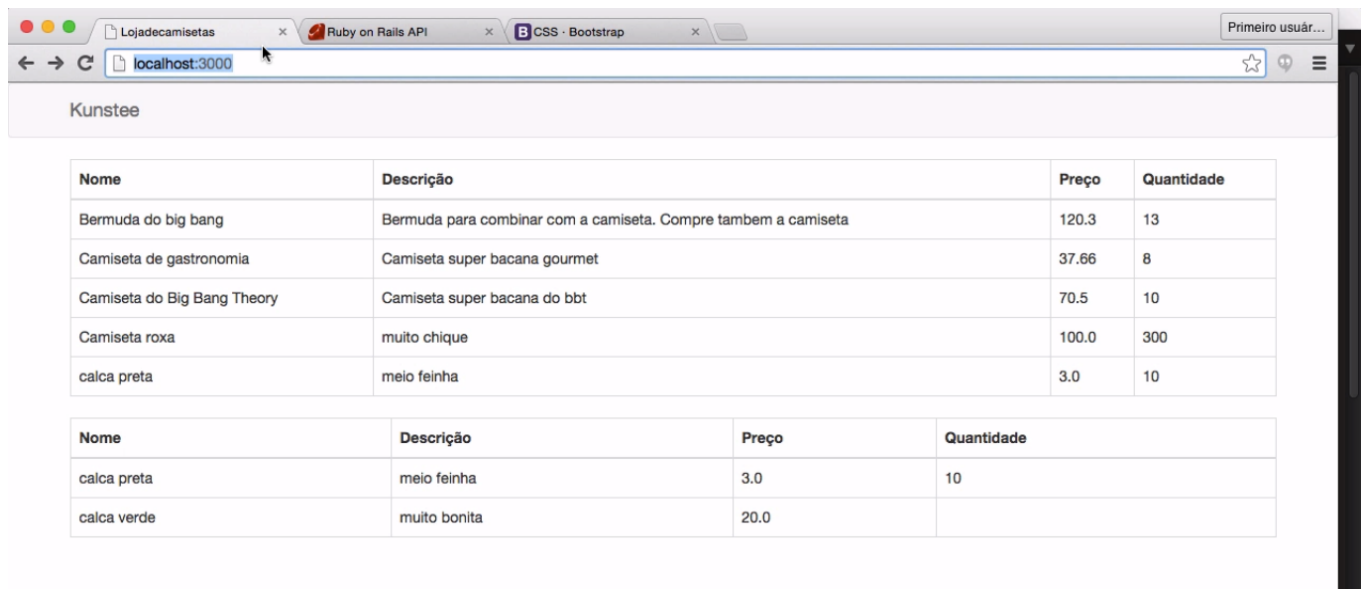 Lojadecamisetas Ruby on Rails API B CSS · Bootstrap Primeiro usuár...
localhost:3000
Kunstee
Nome Descrição Preço Quantidade
Bermuda do big bang Bermuda para combinar com a camiseta. Compre tambem a camiseta 120.3 13
Camiseta de gastronomia Camiseta super bacana gourmet 37.66 8
Camiseta do Big Bang Theory Camiseta super bacana do bbt 70.5 10
Camiseta roxa muito chique 100.0 300
calca preta meio feinha 3.0 10
Nome Descrição Preço Quantidade
calca preta meio feinha 3.0 10
calca verde muito bonita 20.0